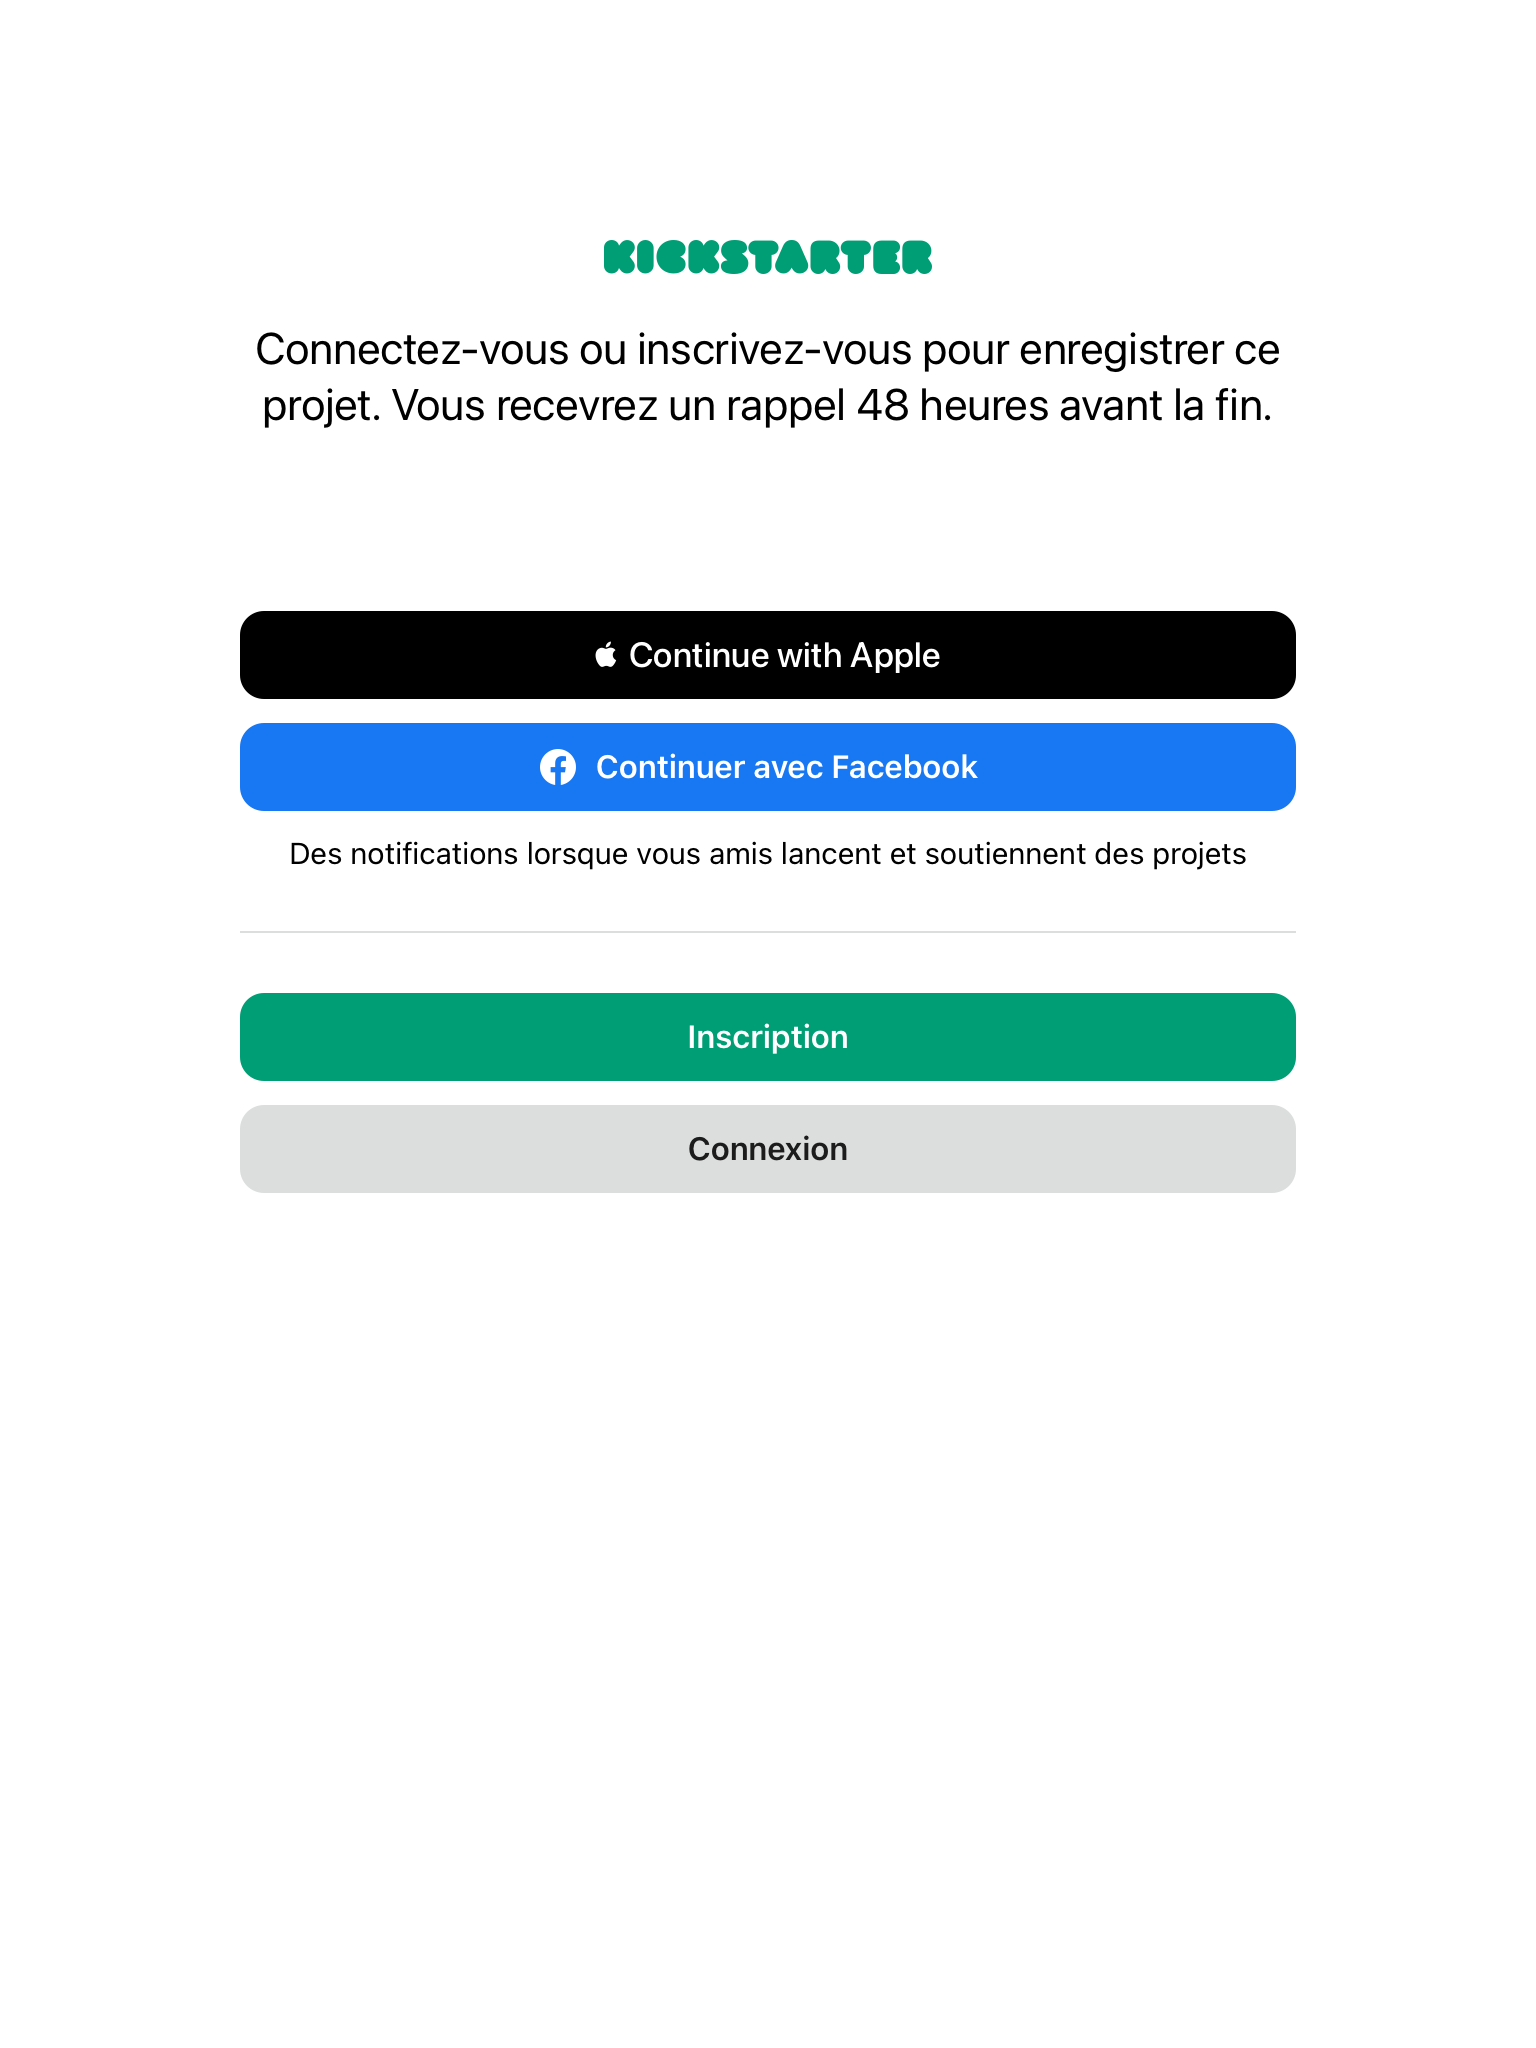 KICKSTARTER
Connectez-vous ou inscrivez-vous pour enregistrer ce
projet. Vous recevrez un rappel 48 heures avant la fin.
Continue with Apple
Continuer avec Facebook
Des notifications lorsque vous amis lancent et soutiennent des projets
Inscription
Connexion